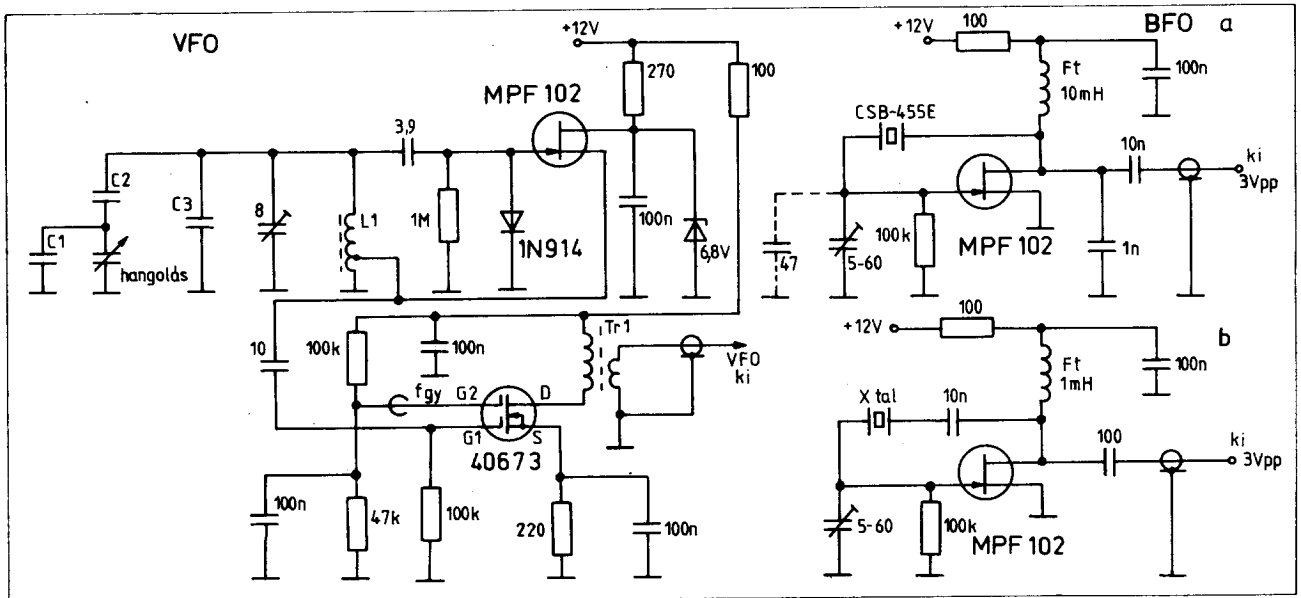 VFO
+12V
270
100
MPF 102
3,9
C2
C3
8
L1
1M
1N914
100n
6,8V
C1
hangolás
10
100k
100n
Tr1
VFO
ki
fgy
G2
D
G1
S
40673
100n
47k
100k
220
100n
BFO a
100
+12V
Ft
10mH
100n
CSB-455E
10n
ki
3Vpp
47
5-60
100k
MPF 102
1n
100
+12V
b
Ft
1mH
100n
X tal
10n
100
ki
3Vpp
5-60
100k
MPF 102